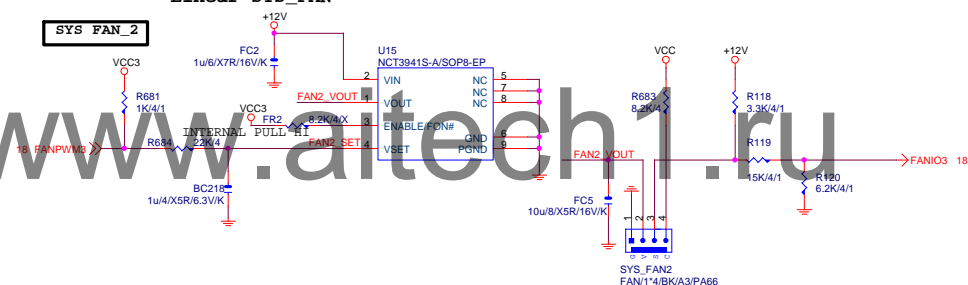 Linear SYS_FAN
SYS FAN_2
+12V
FC2
1u/6/X7R/16V/K
U15
NCT3941S-A/SOP8-EP
2 VIN NC 5
NC 7
1 VOUT NC 8
3 ENABLE/FON#
GND 6
4 VSET PGND 9
FAN2_VOUT
VCC3
FR2 8.2K/4/X
INTERNAL PULL HI
FAN2_SET
VCC3
R681
1K/4/1
18 FANPWM3
R684 22K/4
BC218
1u/4/X5R/6.3V/K
www.aitech1.ru
FAN2_VOUT
FC5
10u/8/X5R/16V/K
VCC
R683
8.2K/4
+12V
R118
3.3K/4/1
R119
15K/4/1
R120
6.2K/4/1
FANIO3 18
1 2 3 4
G V S C
SYS_FAN2
FAN/1*4/BK/A3/PA66